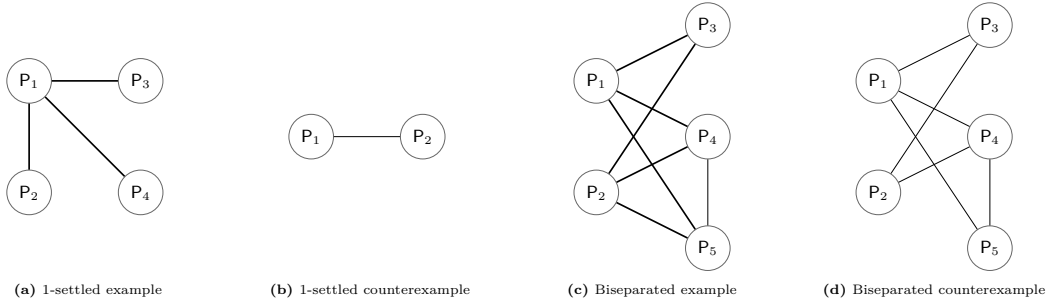 P1 P3
P2 P4
P1 P2
P3
P1
P4
P2
P5
P3
P1
P4
P2
P5
(a) 1-settled example (b) 1-settled counterexample (c) Biseparated example (d) Biseparated counterexample